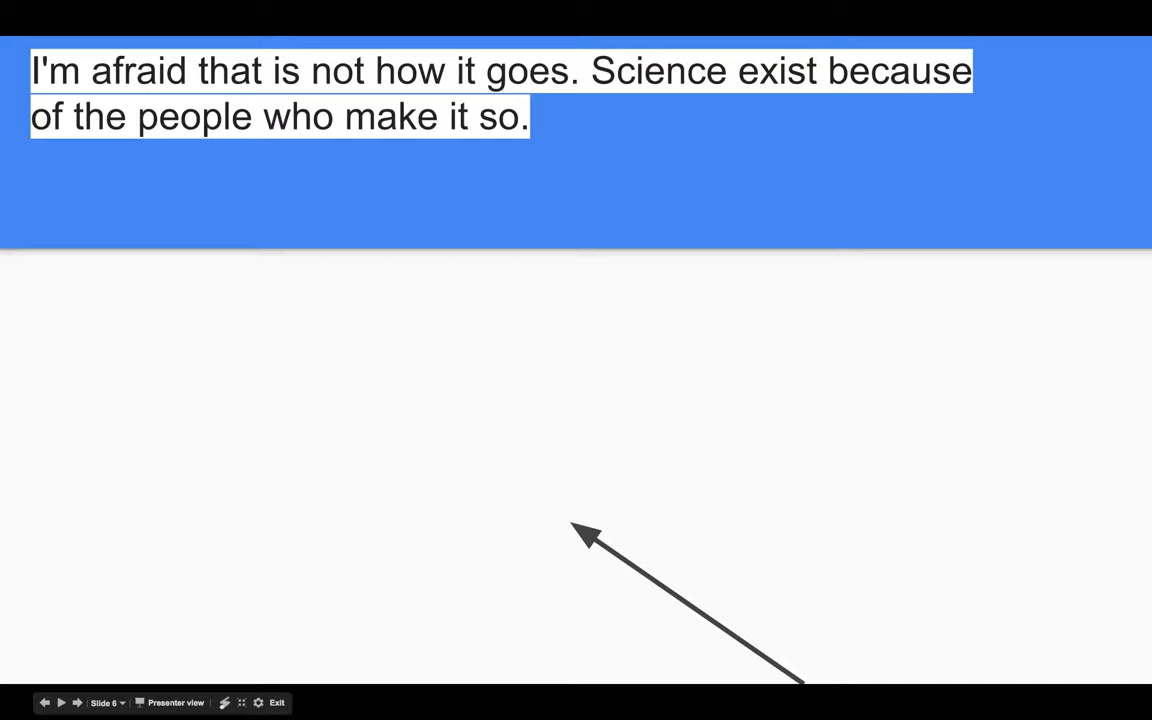 I'm afraid that is not how it goes. Science exist because
of the people who make it so.
Slide 6
Presenter view
Exit